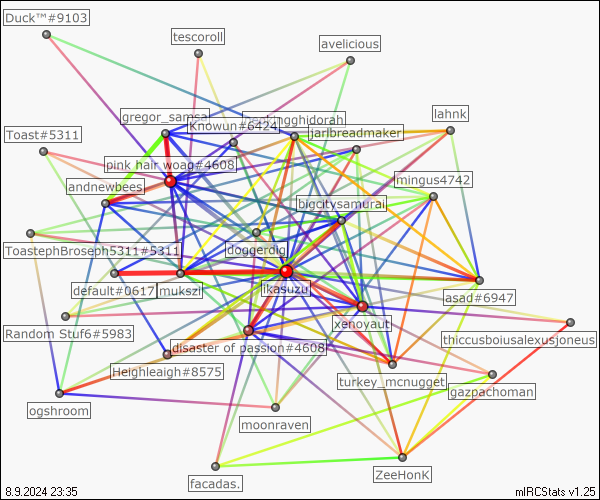 Duck™#9103
tescoroll
avelicious
gregor_samsa
Knowun#6424
jarlbreadmaker
lahnk
Toast#5311
pink hair woag#4608
mingus4742
andnewbees
bigcitysamurai
ToastephBroseph5311#5311
doggerdig
default#0617
mukszi
ikasuzu
asad#6947
xenoyaut
Random Stuf6#5983
thiccusboiusalexusjoneus
disaster of passion#4608
Heighleaigh#8575
turkey_mcnugget
gazpachoman
ogshroom
moonraven
facadas.
ZeeHonK
8.9.2024 23:35
mIRCStats v1.25